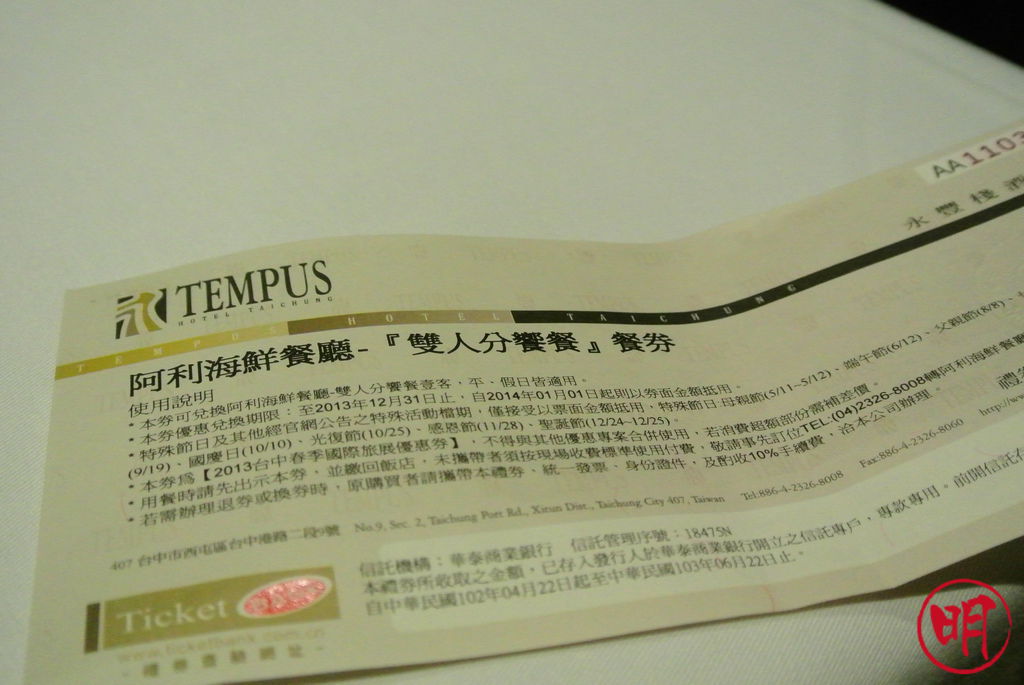 AA1103
永豐棧酒
TEMPUS
HOTEL TAICHUNG
TEMPUS HOTEL TAICHUNG
阿利海鮮餐廳-『雙人分饗餐』餐券
使用說明
* 本券可兌換阿利海鮮餐廳-雙人分饗餐壹客，平、假日皆適用。
* 本券優惠兌換期限：至2013年12月31日止，自2014年01月01日起則以券面金額抵用。
* 特殊節日及其他經官網公告之特殊活動檔期，僅接受以票面金額抵用，特殊節日:母親節(5/11~5/12)、端午節(6/12)、父親節(8/8)、
(9/19)、國慶日(10/10)、光復節(10/25)、感恩節(11/28)、聖誕節(12/24~12/25)。
* 本券為【2013台中春季國際旅展優惠券】，不得與其他優惠專案合併使用，若消費超額部份需補差價。
* 用餐時請先出示本券，並繳回飯店，未攜帶者須按現場收費標準使用付費，敬請事先訂位TEL:(04)2326-8008轉阿利海鮮餐廳
* 若需辦理退券或換券時，原購買者請攜帶本禮券、統一發票、身份證件，及酌收10%手續費，洽本公司辦理。
禮券
http://ww
407 台中市西屯區台中港路二段9號 No.9, Sec. 2, Taichung Port Rd., Xitun Dist., Taichung City 407, Taiwan Tel:886-4-2326-8008 Fax:886-4-2326-8060
信託機構：華泰商業銀行 信託管理序號：18475N
本禮券所收取之金額，已存入發行人於華泰商業銀行開立之信託專戶，專款專用。前開信託存
自中華民國102年04月22日起至中華民國103年06月22日止。
Ticket
明